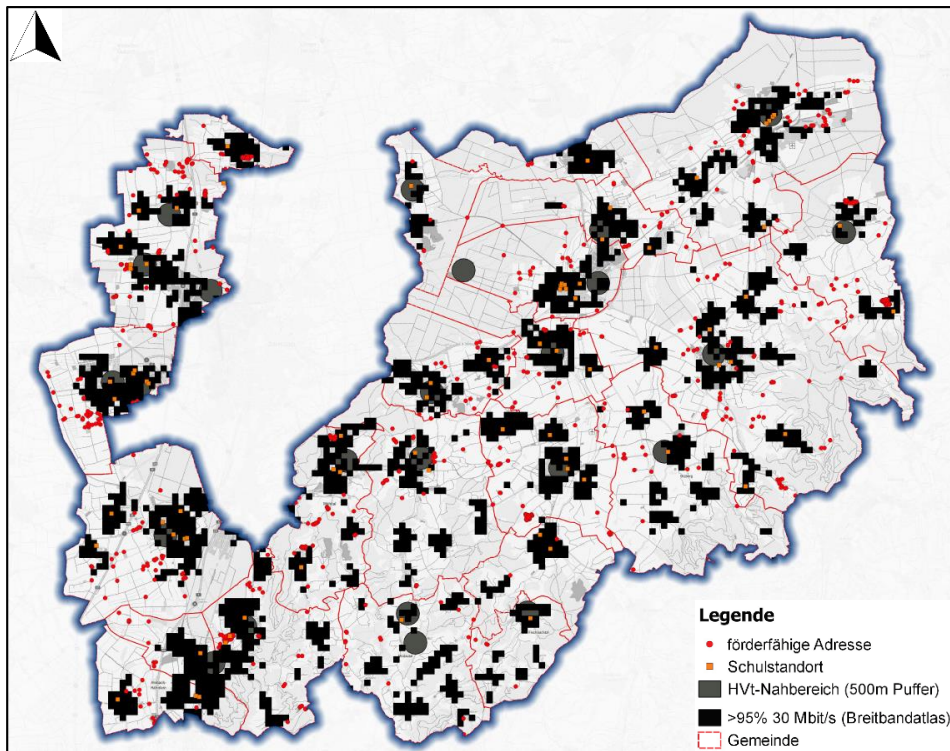 Legende
förderfähige Adresse
Schulstandort
HVt-Nahbereich (500m Puffer)
>95% 30 Mbit/s (Breitbandatlas)
Gemeinde